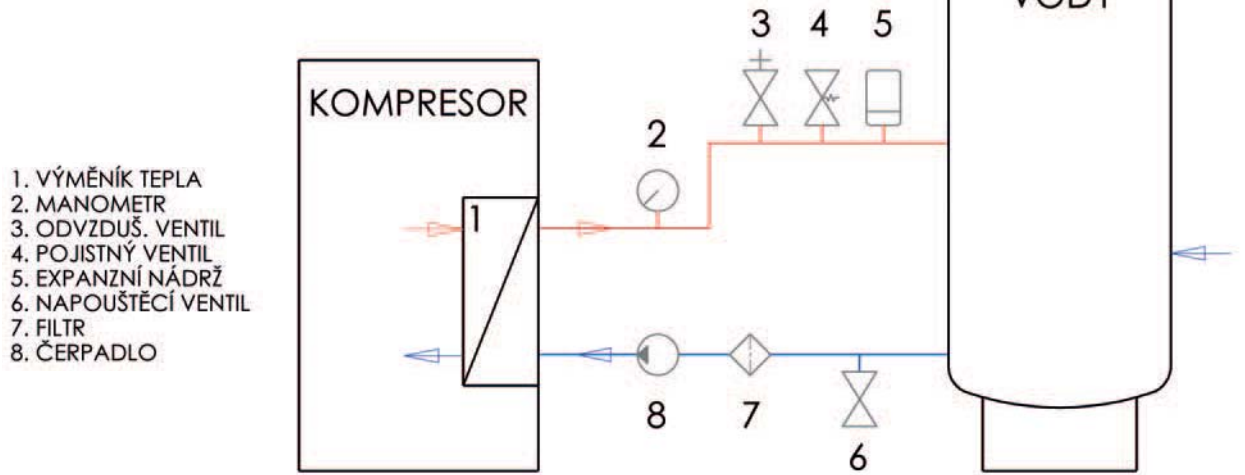 3 4 5
KOMPRESOR
2
1. VÝMĚNÍK TEPLA
2. MANOMETR
3. ODVZDUŠ. VENTIL
4. POJISTNÝ VENTIL
5. EXPANZNÍ NÁDRŽ
6. NAPOUŠTĚCÍ VENTIL
7. FILTR
8. ČERPADLO
1
8 7
6